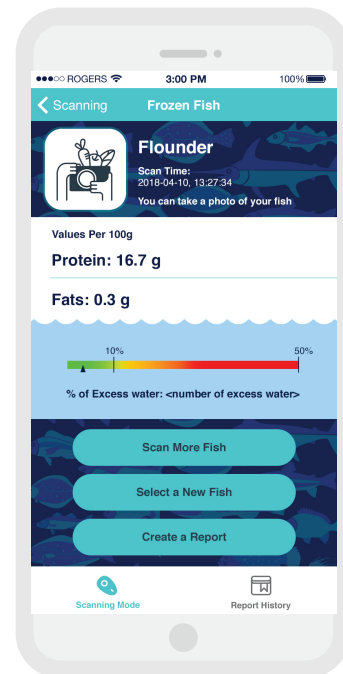 ROGERS 3:00 PM 100%
Scanning Frozen Fish
Flounder
Scan Time:
2018-04-10, 13:27:34
You can take a photo of your fish
Values Per 100g
Protein: 16.7 g
Fats: 0.3 g
10% 50%
% of Excess water: <number of excess water>
Scan More Fish
Select a New Fish
Create a Report
Scanning Mode Report History